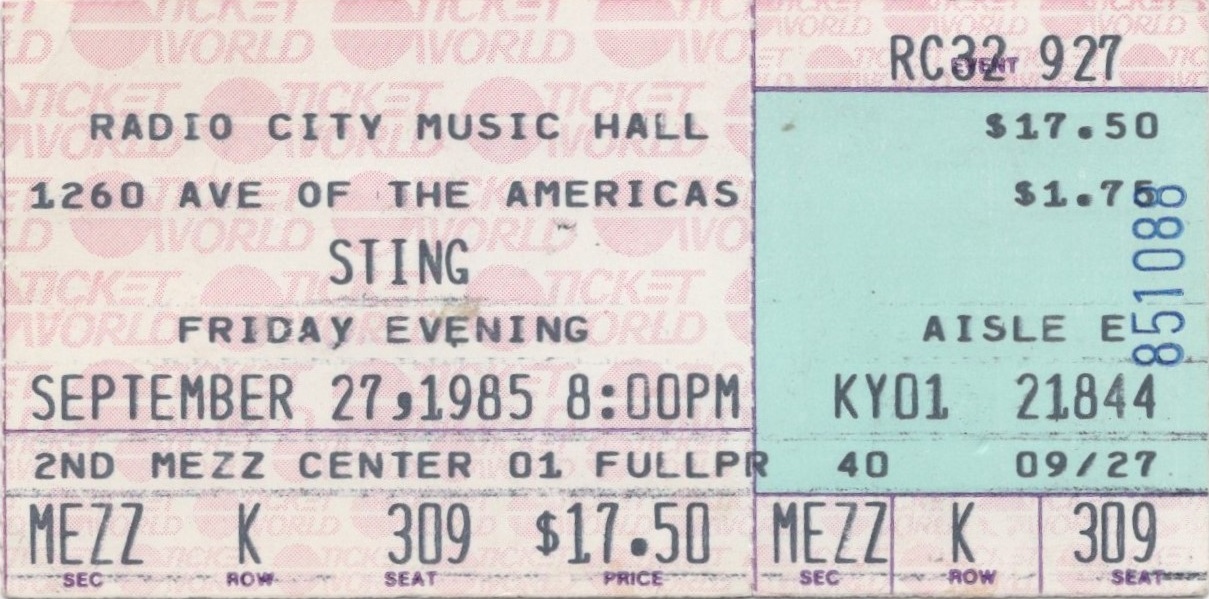 RADIO CITY MUSIC HALL
1260 AVE OF THE AMERICAS
STING
FRIDAY EVENING
SEPTEMBER 27,1985 8:00PM
2ND MEZZ CENTER 01 FULLPR
MEZZ K 309 $17.50
SEC ROW SEAT PRICE
RC32 927
EVENT
$17.50
$1.75
AISLE E
KY01 21844
40 09/27
MEZZ K 309
SEC ROW SEAT
851088
TICKET WORLD